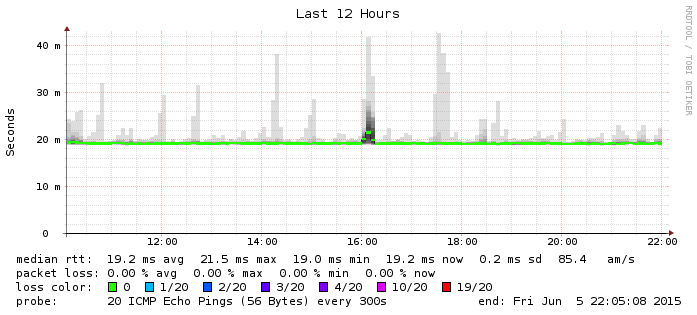 Last 12 Hours
RRDTOOL / TOBI OETIKER
Seconds
40 m
30 m
20 m
10 m
0
12:00 14:00 16:00 18:00 20:00 22:00
median rtt: 19.2 ms avg 21.5 ms max 19.0 ms min 19.2 ms now 0.2 ms sd 85.4 am/s
packet loss: 0.00 % avg 0.00 % max 0.00 % min 0.00 % now
loss color: 0 1/20 2/20 3/20 4/20 10/20 19/20
probe: 20 ICMP Echo Pings (56 Bytes) every 300s end: Fri Jun 5 22:05:08 2015